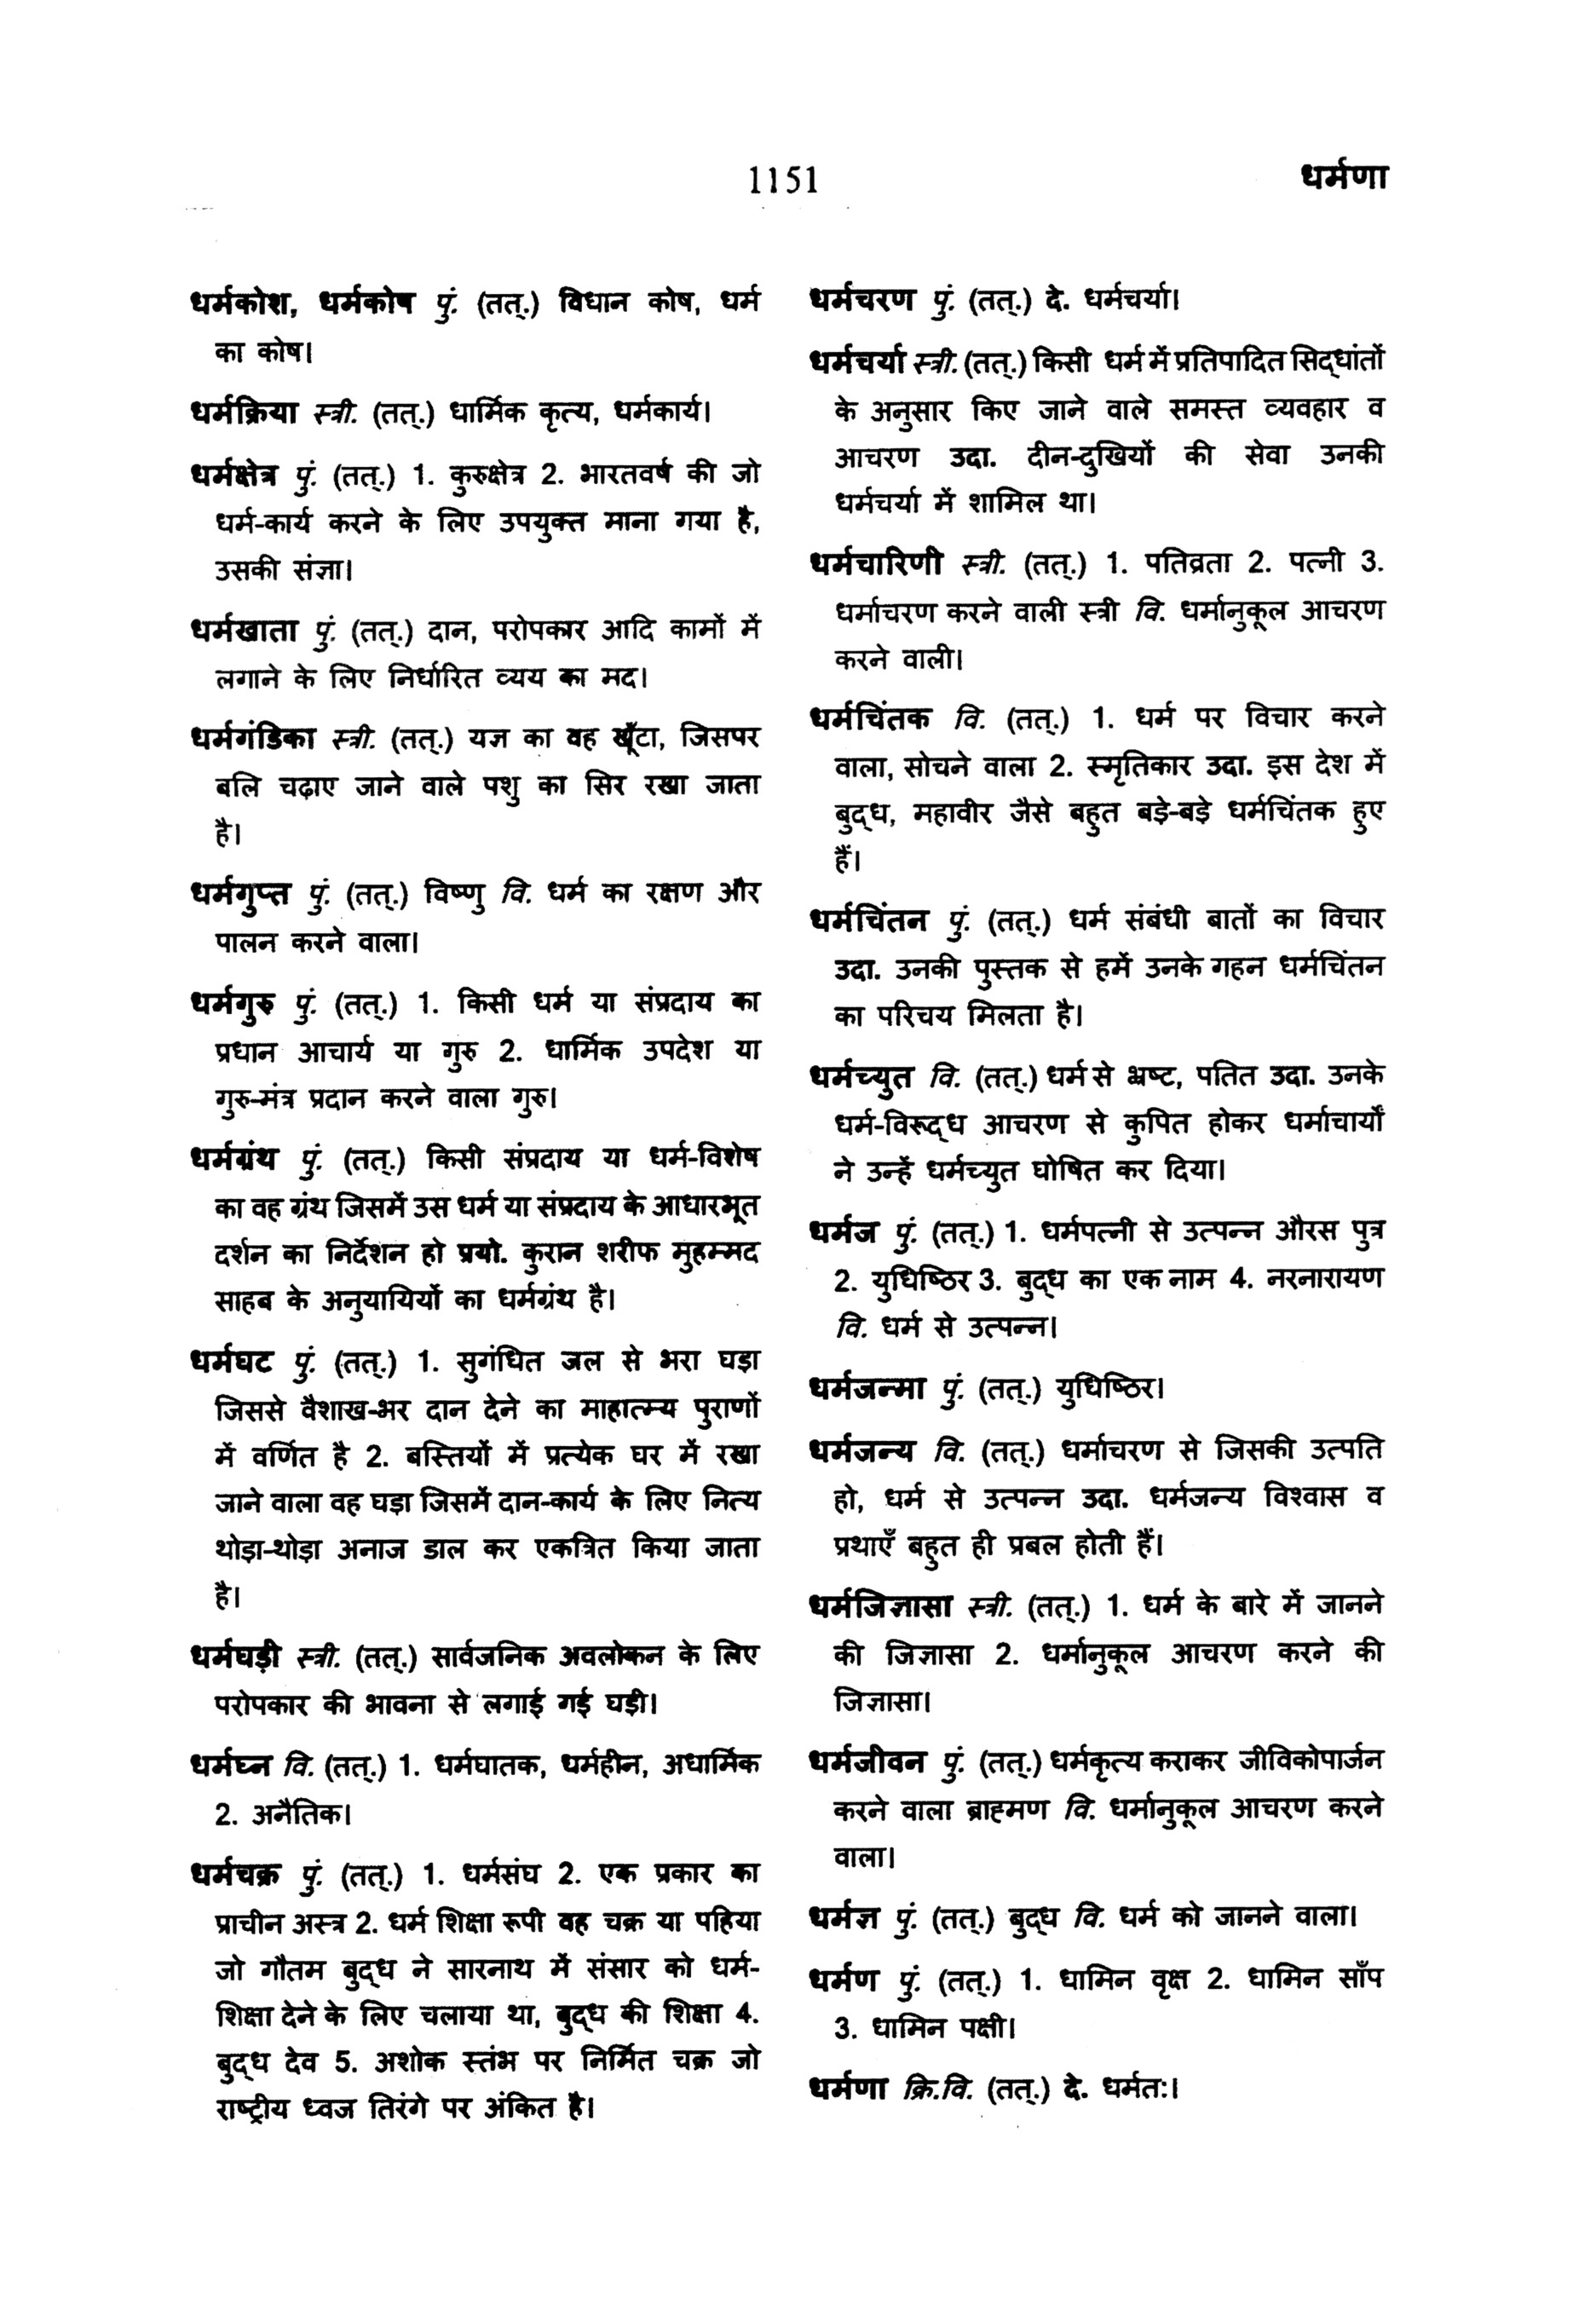 1151
धर्मणा
धर्मकोश, धर्मकोष पुं. (तत्.) विधान कोष, धर्म
का कोष।
धर्मक्रिया स्त्री. (तत्.) धार्मिक कृत्य, धर्मकार्य।
धर्मक्षेत्र पुं. (तत्.) 1. कुरुक्षेत्र 2. भारतवर्ष की जो
धर्म-कार्य करने के लिए उपयुक्त माना गया है,
उसकी संज्ञा।
धर्मखाता पुं. (तत्.) दान, परोपकार आदि कामों में
लगाने के लिए निर्धारित व्यय का मद।
धर्मगंडिका स्त्री. (तत्.) यज्ञ का वह खूँटा, जिसपर
बलि चढ़ाए जाने वाले पशु का सिर रखा जाता
है।
धर्मगुप्त पुं. (तत्.) विष्णु वि. धर्म का रक्षण और
पालन करने वाला।
धर्मगुरु पुं. (तत्.) 1. किसी धर्म या संप्रदाय का
प्रधान आचार्य या गुरु 2. धार्मिक उपदेश या
गुरु-मंत्र प्रदान करने वाला गुरु।
धर्मग्रंथ पुं. (तत्.) किसी संप्रदाय या धर्म-विशेष
का वह ग्रंथ जिसमें उस धर्म या संप्रदाय के आधारभूत
दर्शन का निर्देशन हो प्रयो. कुरान शरीफ मुहम्मद
साहब के अनुयायियों का धर्मग्रंथ है।
धर्मघट पुं. (तत्.) 1. सुगंधित जल से भरा घड़ा
जिससे वैशाख-भर दान देने का माहात्म्य पुराणों
में वर्णित है 2. बस्तियों में प्रत्येक घर में रखा
जाने वाला वह घड़ा जिसमें दान-कार्य के लिए नित्य
थोड़ा-थोड़ा अनाज डाल कर एकत्रित किया जाता
है।
धर्मघड़ी स्त्री. (तत्.) सार्वजनिक अवलोकन के लिए
परोपकार की भावना से लगाई गई घड़ी।
धर्मघ्न वि. (तत्.) 1. धर्मघातक, धर्महीन, अधार्मिक
2. अनैतिक।
धर्मचक्र पुं. (तत्.) 1. धर्मसंघ 2. एक प्रकार का
प्राचीन अस्त्र 2. धर्म शिक्षा रूपी वह चक्र या पहिया
जो गौतम बुद्ध ने सारनाथ में संसार को धर्म-
शिक्षा देने के लिए चलाया था, बुद्ध की शिक्षा 4.
बुद्ध देव 5. अशोक स्तंभ पर निर्मित चक्र जो
राष्ट्रीय ध्वज तिरंगे पर अंकित है।
धर्मचरण पुं. (तत्.) दे. धर्मचर्या।
धर्मचर्या स्त्री. (तत्.) किसी धर्म में प्रतिपादित सिद्धांतों
के अनुसार किए जाने वाले समस्त व्यवहार व
आचरण उदा. दीन-दुखियों की सेवा उनकी
धर्मचर्या में शामिल था।
धर्मचारिणी स्त्री. (तत्.) 1. पतिव्रता 2. पत्नी 3.
धर्माचरण करने वाली स्त्री वि. धर्मानुकूल आचरण
करने वाली।
धर्मचिंतक वि. (तत्.) 1. धर्म पर विचार करने
वाला, सोचने वाला 2. स्मृतिकार उदा. इस देश में
बुद्ध, महावीर जैसे बहुत बड़े-बड़े धर्मचिंतक हुए
हैं।
धर्मचिंतन पुं. (तत्.) धर्म संबंधी बातों का विचार
उदा. उनकी पुस्तक से हमें उनके गहन धर्मचिंतन
का परिचय मिलता है।
धर्मच्युत वि. (तत्.) धर्म से भ्रष्ट, पतित उदा. उनके
धर्म-विरूद्ध आचरण से कुपित होकर धर्माचार्यों
ने उन्हें धर्मच्युत घोषित कर दिया।
धर्मज पुं. (तत्.) 1. धर्मपत्नी से उत्पन्न औरस पुत्र
2. युधिष्ठिर 3. बुद्ध का एक नाम 4. नरनारायण
वि. धर्म से उत्पन्न।
धर्मजन्मा पुं. (तत्.) युधिष्ठिर।
धर्मजन्य वि. (तत्.) धर्माचरण से जिसकी उत्पति
हो, धर्म से उत्पन्न उदा. धर्मजन्य विश्वास व
प्रथाएँ बहुत ही प्रबल होती हैं।
धर्मजिज्ञासा स्त्री. (तत्.) 1. धर्म के बारे में जानने
की जिज्ञासा 2. धर्मानुकूल आचरण करने की
जिज्ञासा।
धर्मजीवन पुं. (तत्.) धर्मकृत्य कराकर जीविकोपार्जन
करने वाला ब्राह्मण वि. धर्मानुकूल आचरण करने
वाला।
धर्मज्ञ पुं. (तत्.) बुद्ध वि. धर्म को जानने वाला।
धर्मण पुं. (तत्.) 1. धामिन वृक्ष 2. धामिन साँप
3. धामिन पक्षी।
धर्मणा क्रि.वि. (तत्.) दे. धर्मत:।